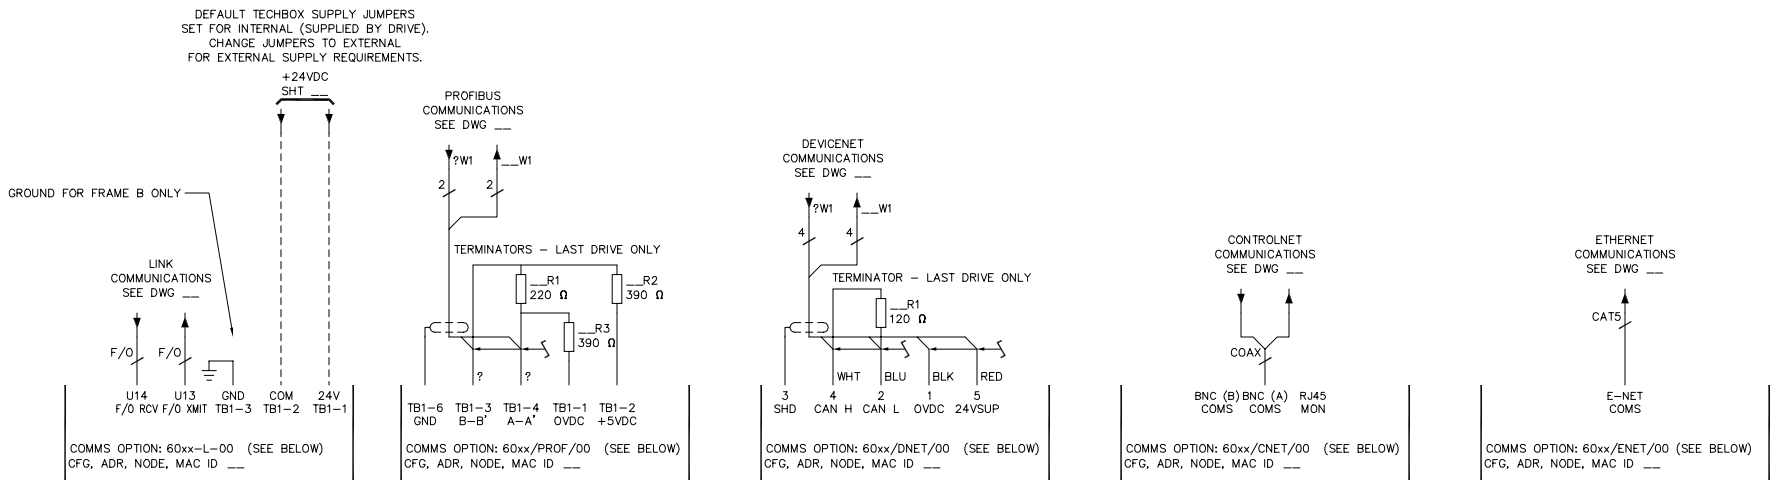 DEFAULT TECHBOX SUPPLY JUMPERS
SET FOR INTERNAL (SUPPLIED BY DRIVE).
CHANGE JUMPERS TO EXTERNAL
FOR EXTERNAL SUPPLY REQUIREMENTS.
+24VDC
SHT __
GROUND FOR FRAME B ONLY
LINK
COMMUNICATIONS
SEE DWG __
F/O F/O
U14 U13 GND COM 24V
F/O RCV F/O XMIT TB1-3 TB1-2 TB1-1
COMMS OPTION: 60xx-L-00 (SEE BELOW)
CFG, ADR, NODE, MAC ID __
PROFIBUS
COMMUNICATIONS
SEE DWG __
?W1 __W1
2 2
TERMINATORS - LAST DRIVE ONLY
__R1 __R2
220 Ω 390 Ω
__R3
390 Ω
? ?
TB1-6 TB1-3 TB1-4 TB1-1 TB1-2
GND B-B' A-A' 0VDC +5VDC
COMMS OPTION: 60xx/PROF/00 (SEE BELOW)
CFG, ADR, NODE, MAC ID __
DEVICENET
COMMUNICATIONS
SEE DWG __
?W1 __W1
4 4
TERMINATOR - LAST DRIVE ONLY
__R1
120 Ω
WHT BLU BLK RED
3 4 2 1 5
SHD CAN H CAN L 0VDC 24VSUP
COMMS OPTION: 60xx/DNET/00 (SEE BELOW)
CFG, ADR, NODE, MAC ID __
CONTROLNET
COMMUNICATIONS
SEE DWG __
COAX
BNC (B) BNC (A) RJ45
COMS COMS MON
COMMS OPTION: 60xx/CNET/00 (SEE BELOW)
CFG, ADR, NODE, MAC ID __
ETHERNET
COMMUNICATIONS
SEE DWG __
CAT5
E-NET
COMS
COMMS OPTION: 60xx/ENET/00 (SEE BELOW)
CFG, ADR, NODE, MAC ID __